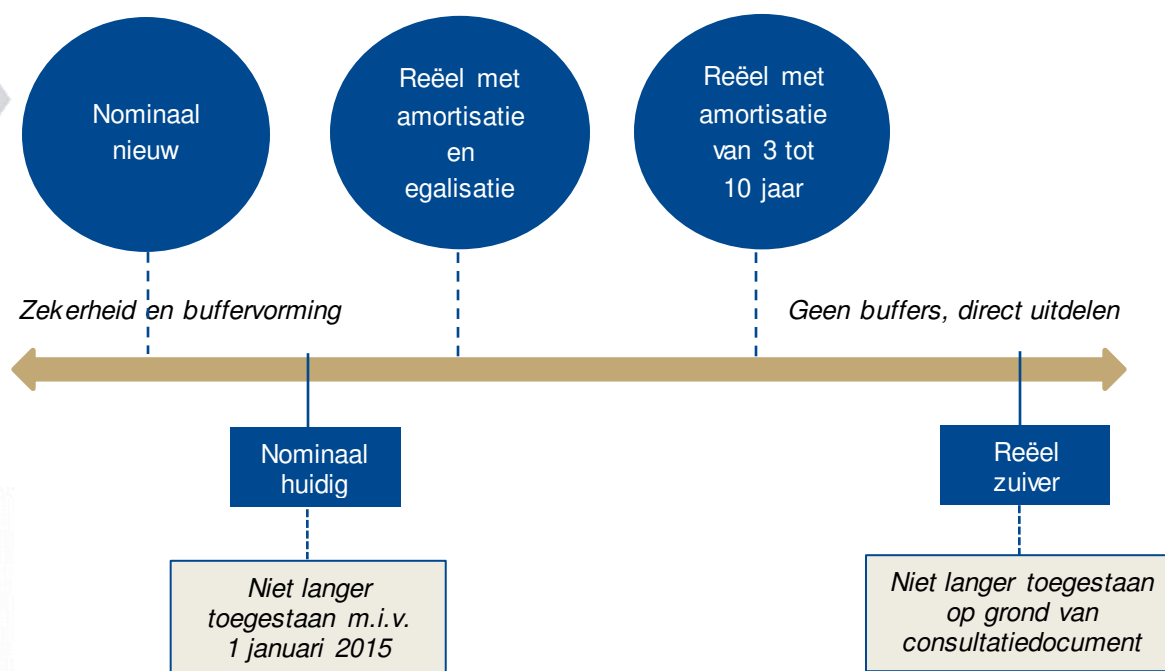 Nominaal
nieuw
Reëel met
amortisatie
en
egalisatie
Reëel met
amortisatie
van 3 tot
10 jaar
Zekerheid en buffervorming
Geen buffers, direct uitdelen
Nominaal
huidig
Reëel
zuiver
Niet langer
toegestaan m.i.v.
1 januari 2015
Niet langer toegestaan
op grond van
consultatiedocument